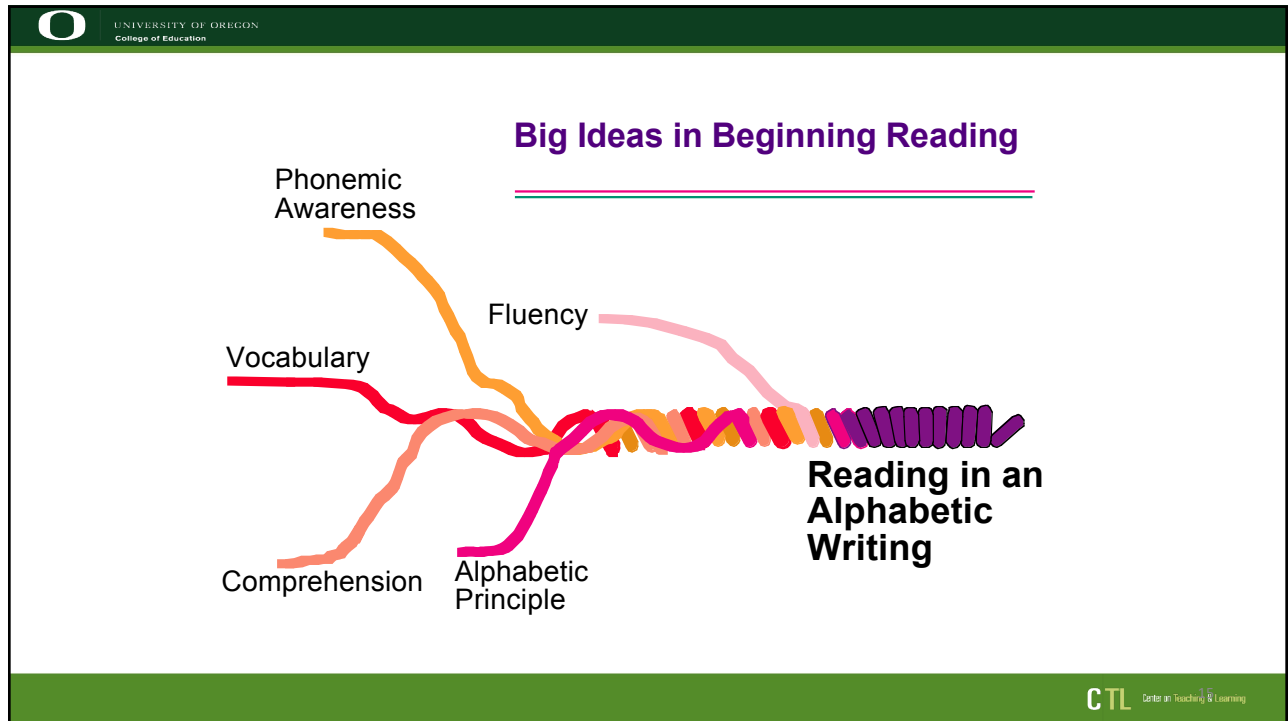 O
UNIVERSITY OF OREGON
College of Education
Big Ideas in Beginning Reading
Phonemic
Awareness
Fluency
Vocabulary
Reading in an
Alphabetic
Writing
Comprehension
Alphabetic
Principle
CTL Center on Teaching & Learning